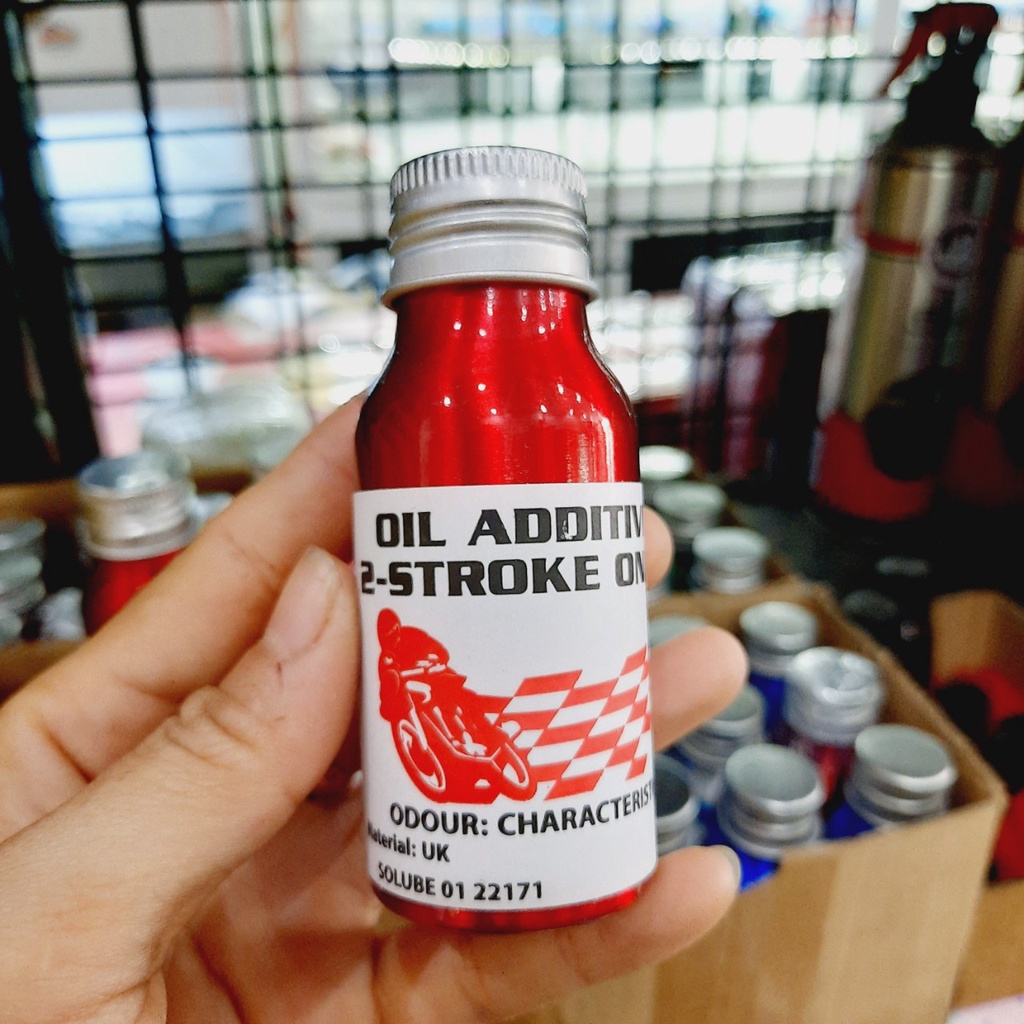 OIL ADDITIV
2-STROKE ON
ODOUR: CHARACTERIST
Material: UK
SOLUBE 01 22171